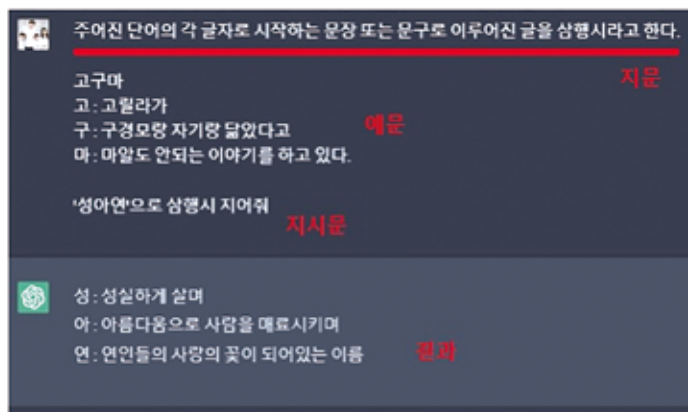 주어진 단어의 각 글자로 시작하는 문장 또는 문구로 이루어진 글을 삼행시라고 한다.
지문
고구마
고 : 고릴라가
구 : 구경모랑 자기랑 닮았다고
예문
마 : 마알도 안되는 이야기를 하고 있다.
'성아연'으로 삼행시 지어줘
지시문
성 : 성실하게 살며
아 : 아름다움으로 사람을 매료시키며
연 : 연인들의 사랑의 꽃이 되어있는 이름
결과